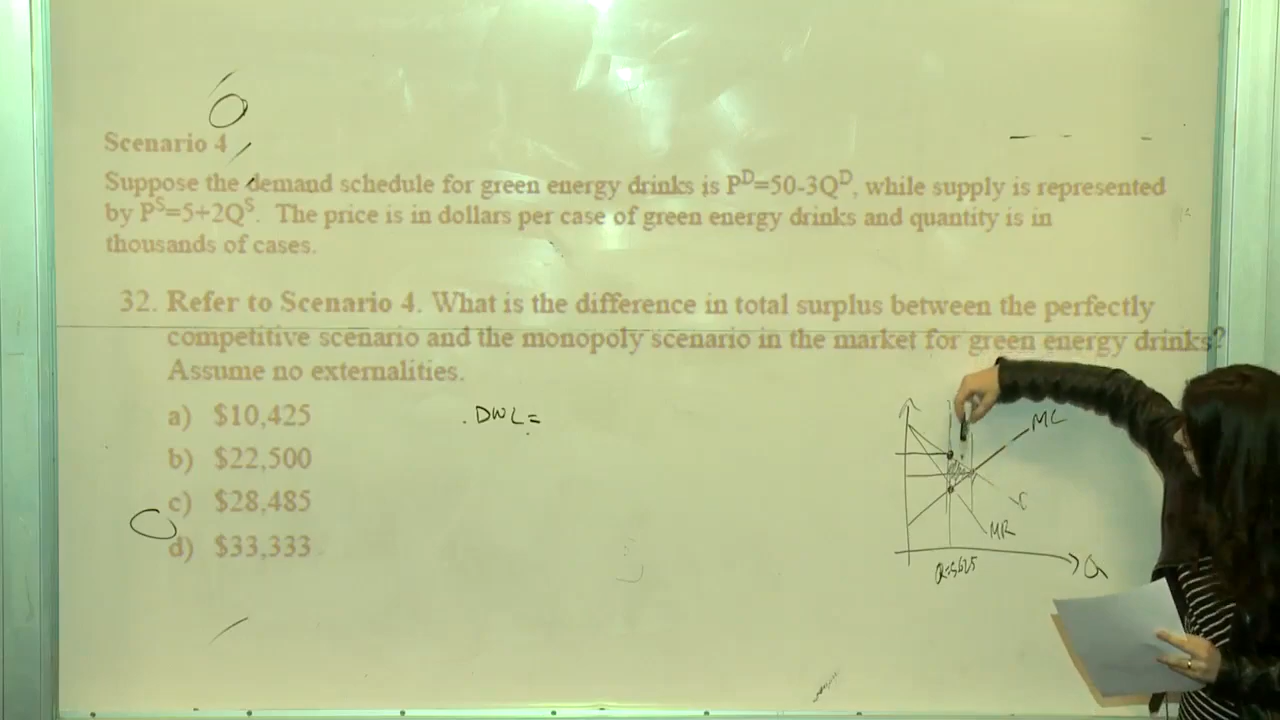 Scenario 4
Suppose the demand schedule for green energy drinks is Pᴰ=50-3Qᴰ, while supply is represented
by Pˢ=5+2Qˢ. The price is in dollars per case of green energy drinks and quantity is in
thousands of cases.
32. Refer to Scenario 4. What is the difference in total surplus between the perfectly
competitive scenario and the monopoly scenario in the market for green energy drinks?
Assume no externalities.
a) $10,425
b) $22,500
c) $28,485
d) $33,333
DWL=
MC
MR
Q